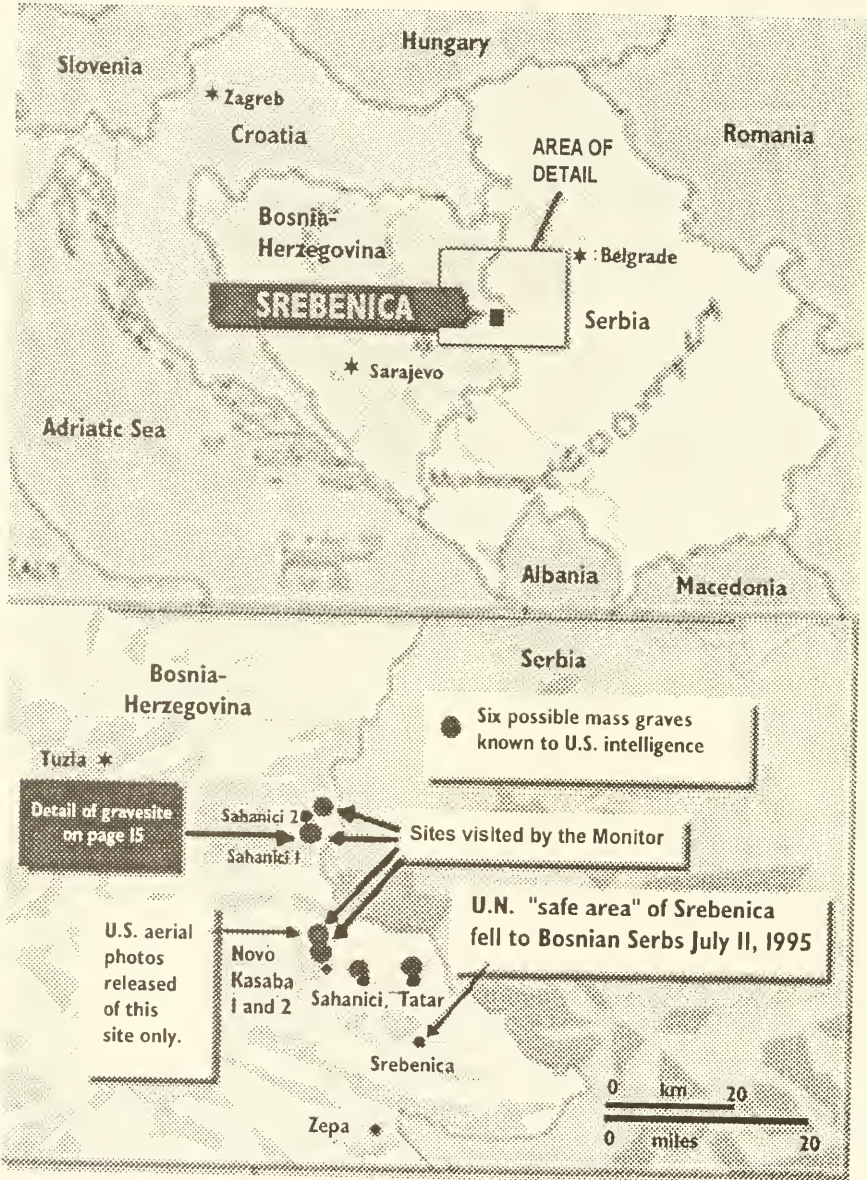 Hungary
Slovenia
Zagreb
Croatia
Romania
AREA OF
DETAIL
Bosnia-
Herzegovina
Belgrade
SREBENICA
Serbia
Sarajevo
Adriatic Sea
Albania
Macedonia
Serbia
Bosnia-
Herzegovina
Six possible mass graves
known to U.S. intelligence
Tuzla
Detail of gravesite
on page 15
Sahanici 2
Sahanici 1
Sites visited by the Monitor
U.N. "safe area" of Srebenica
fell to Bosnian Serbs July 11, 1995
U.S. aerial
photos
released
of this
site only.
Novo
Kasaba
1 and 2
Sahanici, Tatar
Srebenica
0 km 20
0 miles 20
Zepa